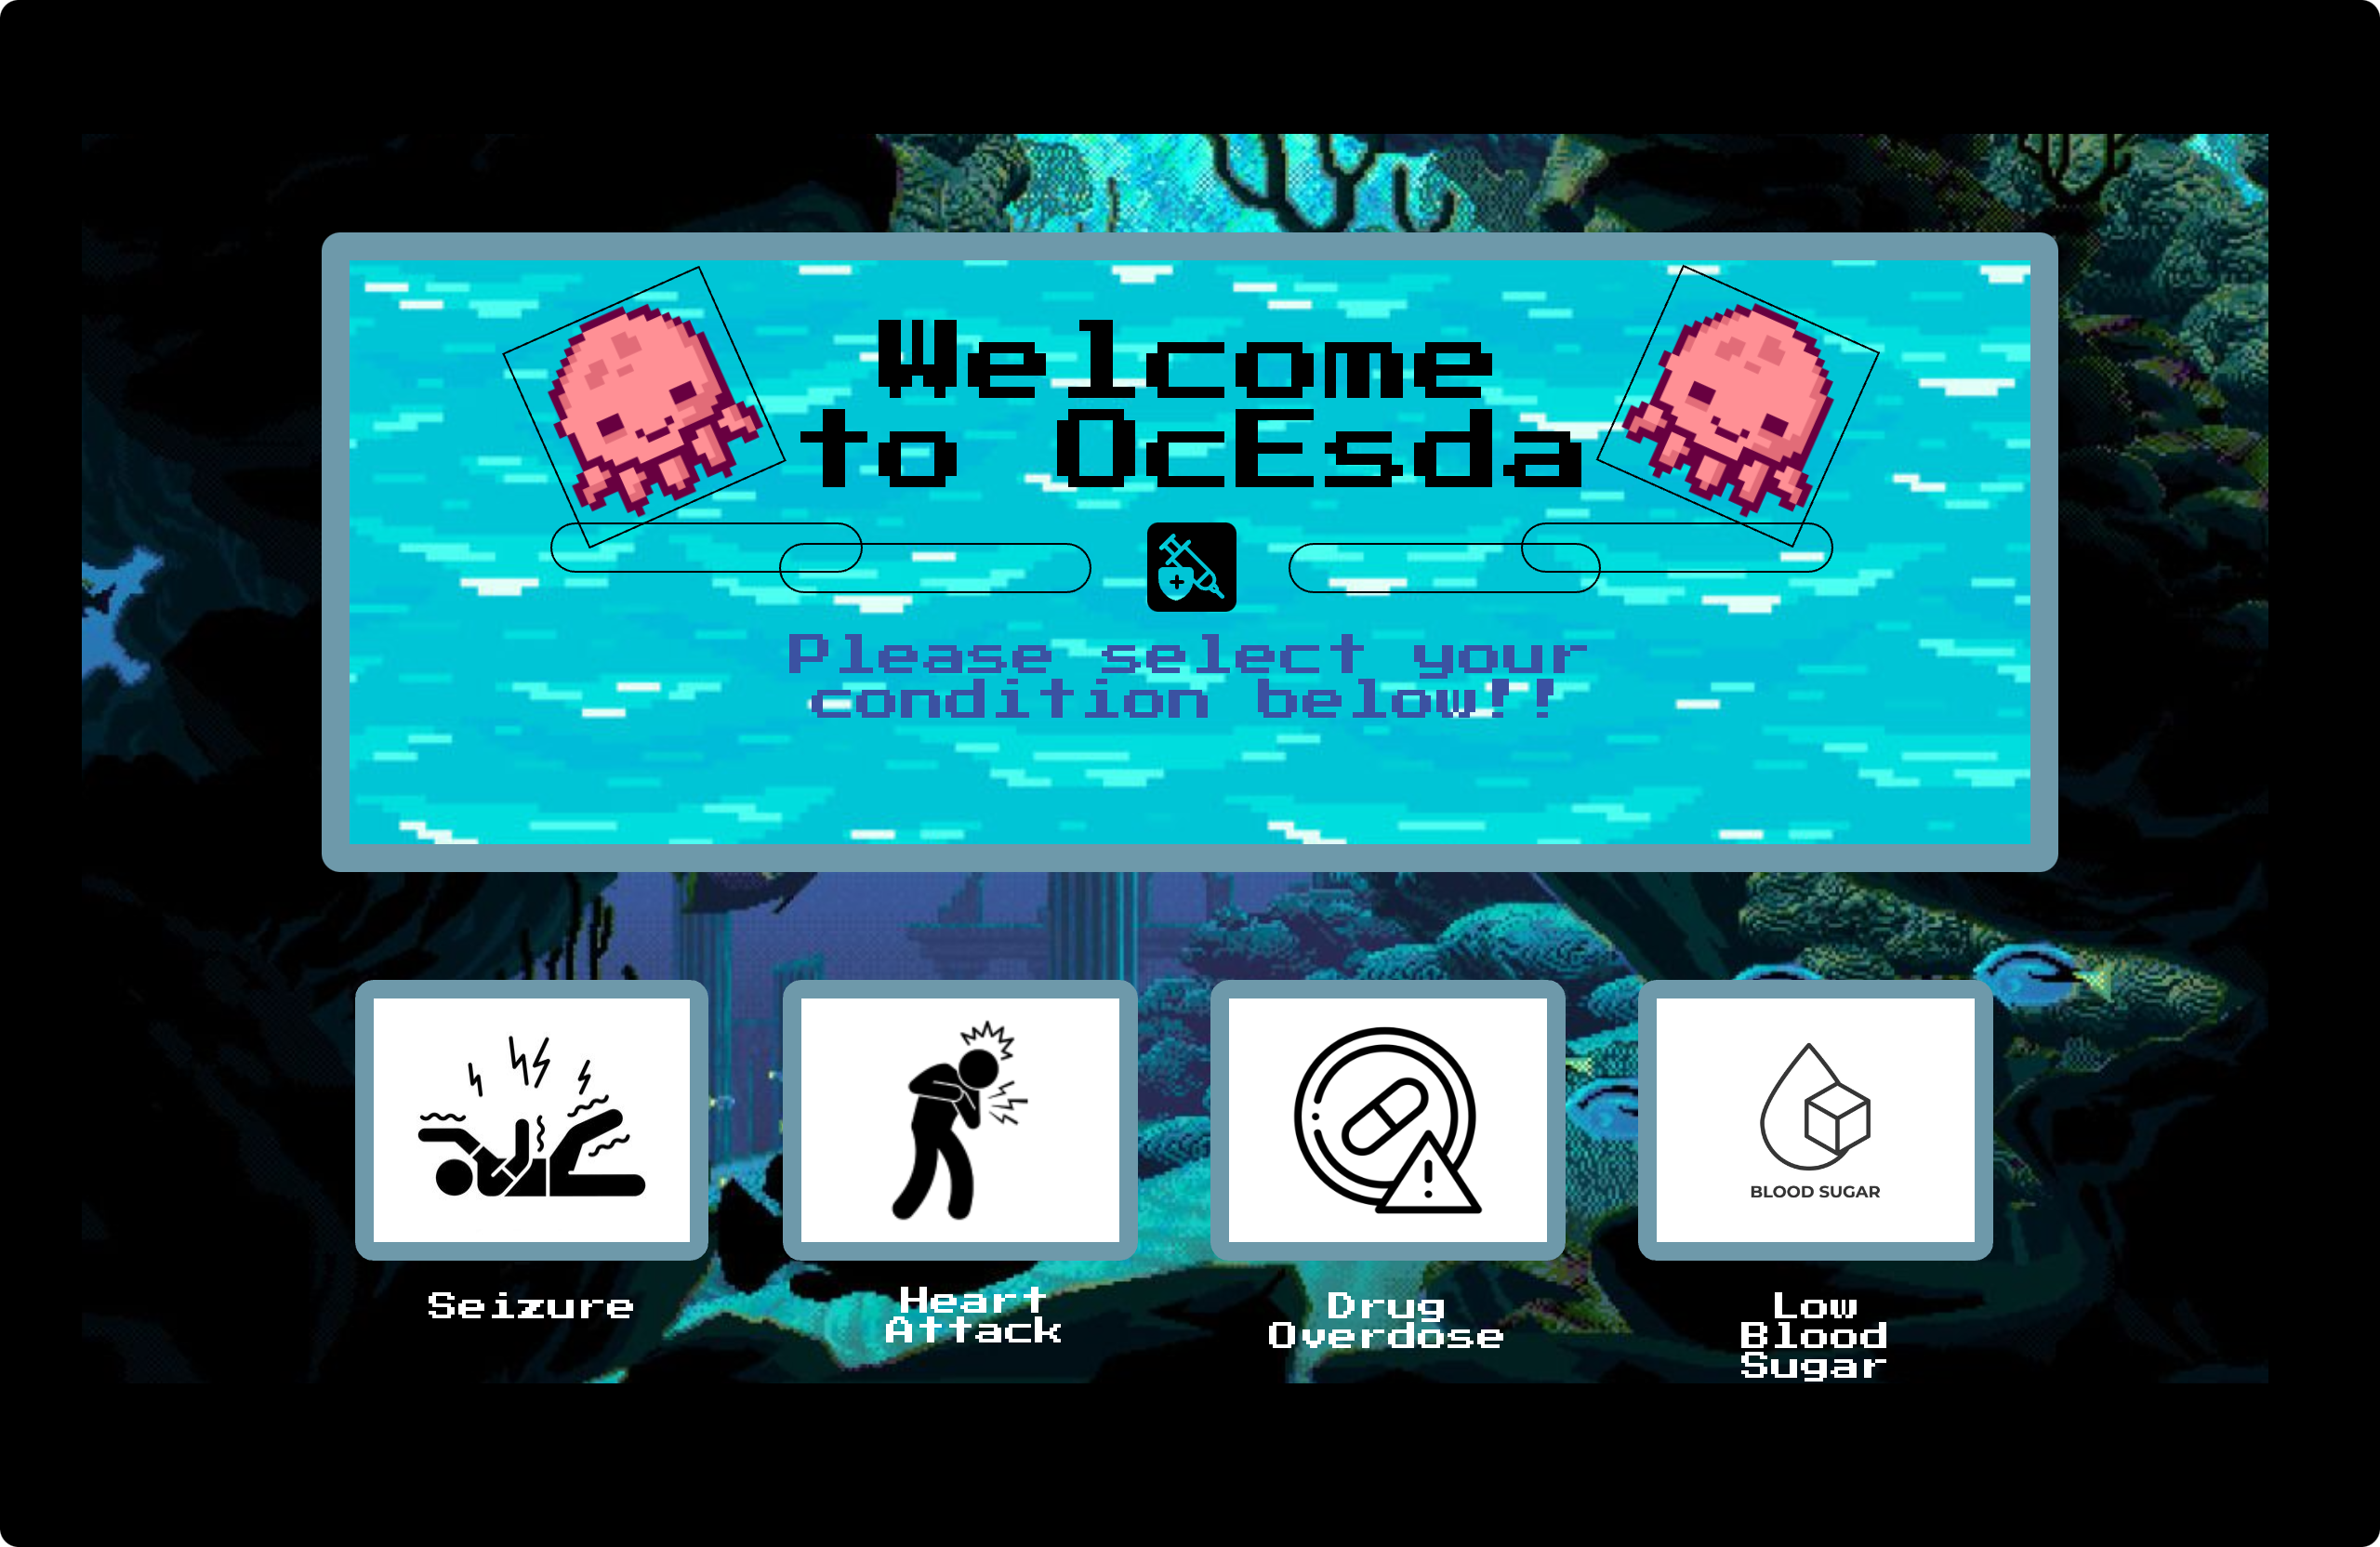 Welcome
to OcEsda
Please select your
condition below!!
BLOOD SUGAR
Seizure
Heart
Attack
Drug
Overdose
Low
Blood
Sugar